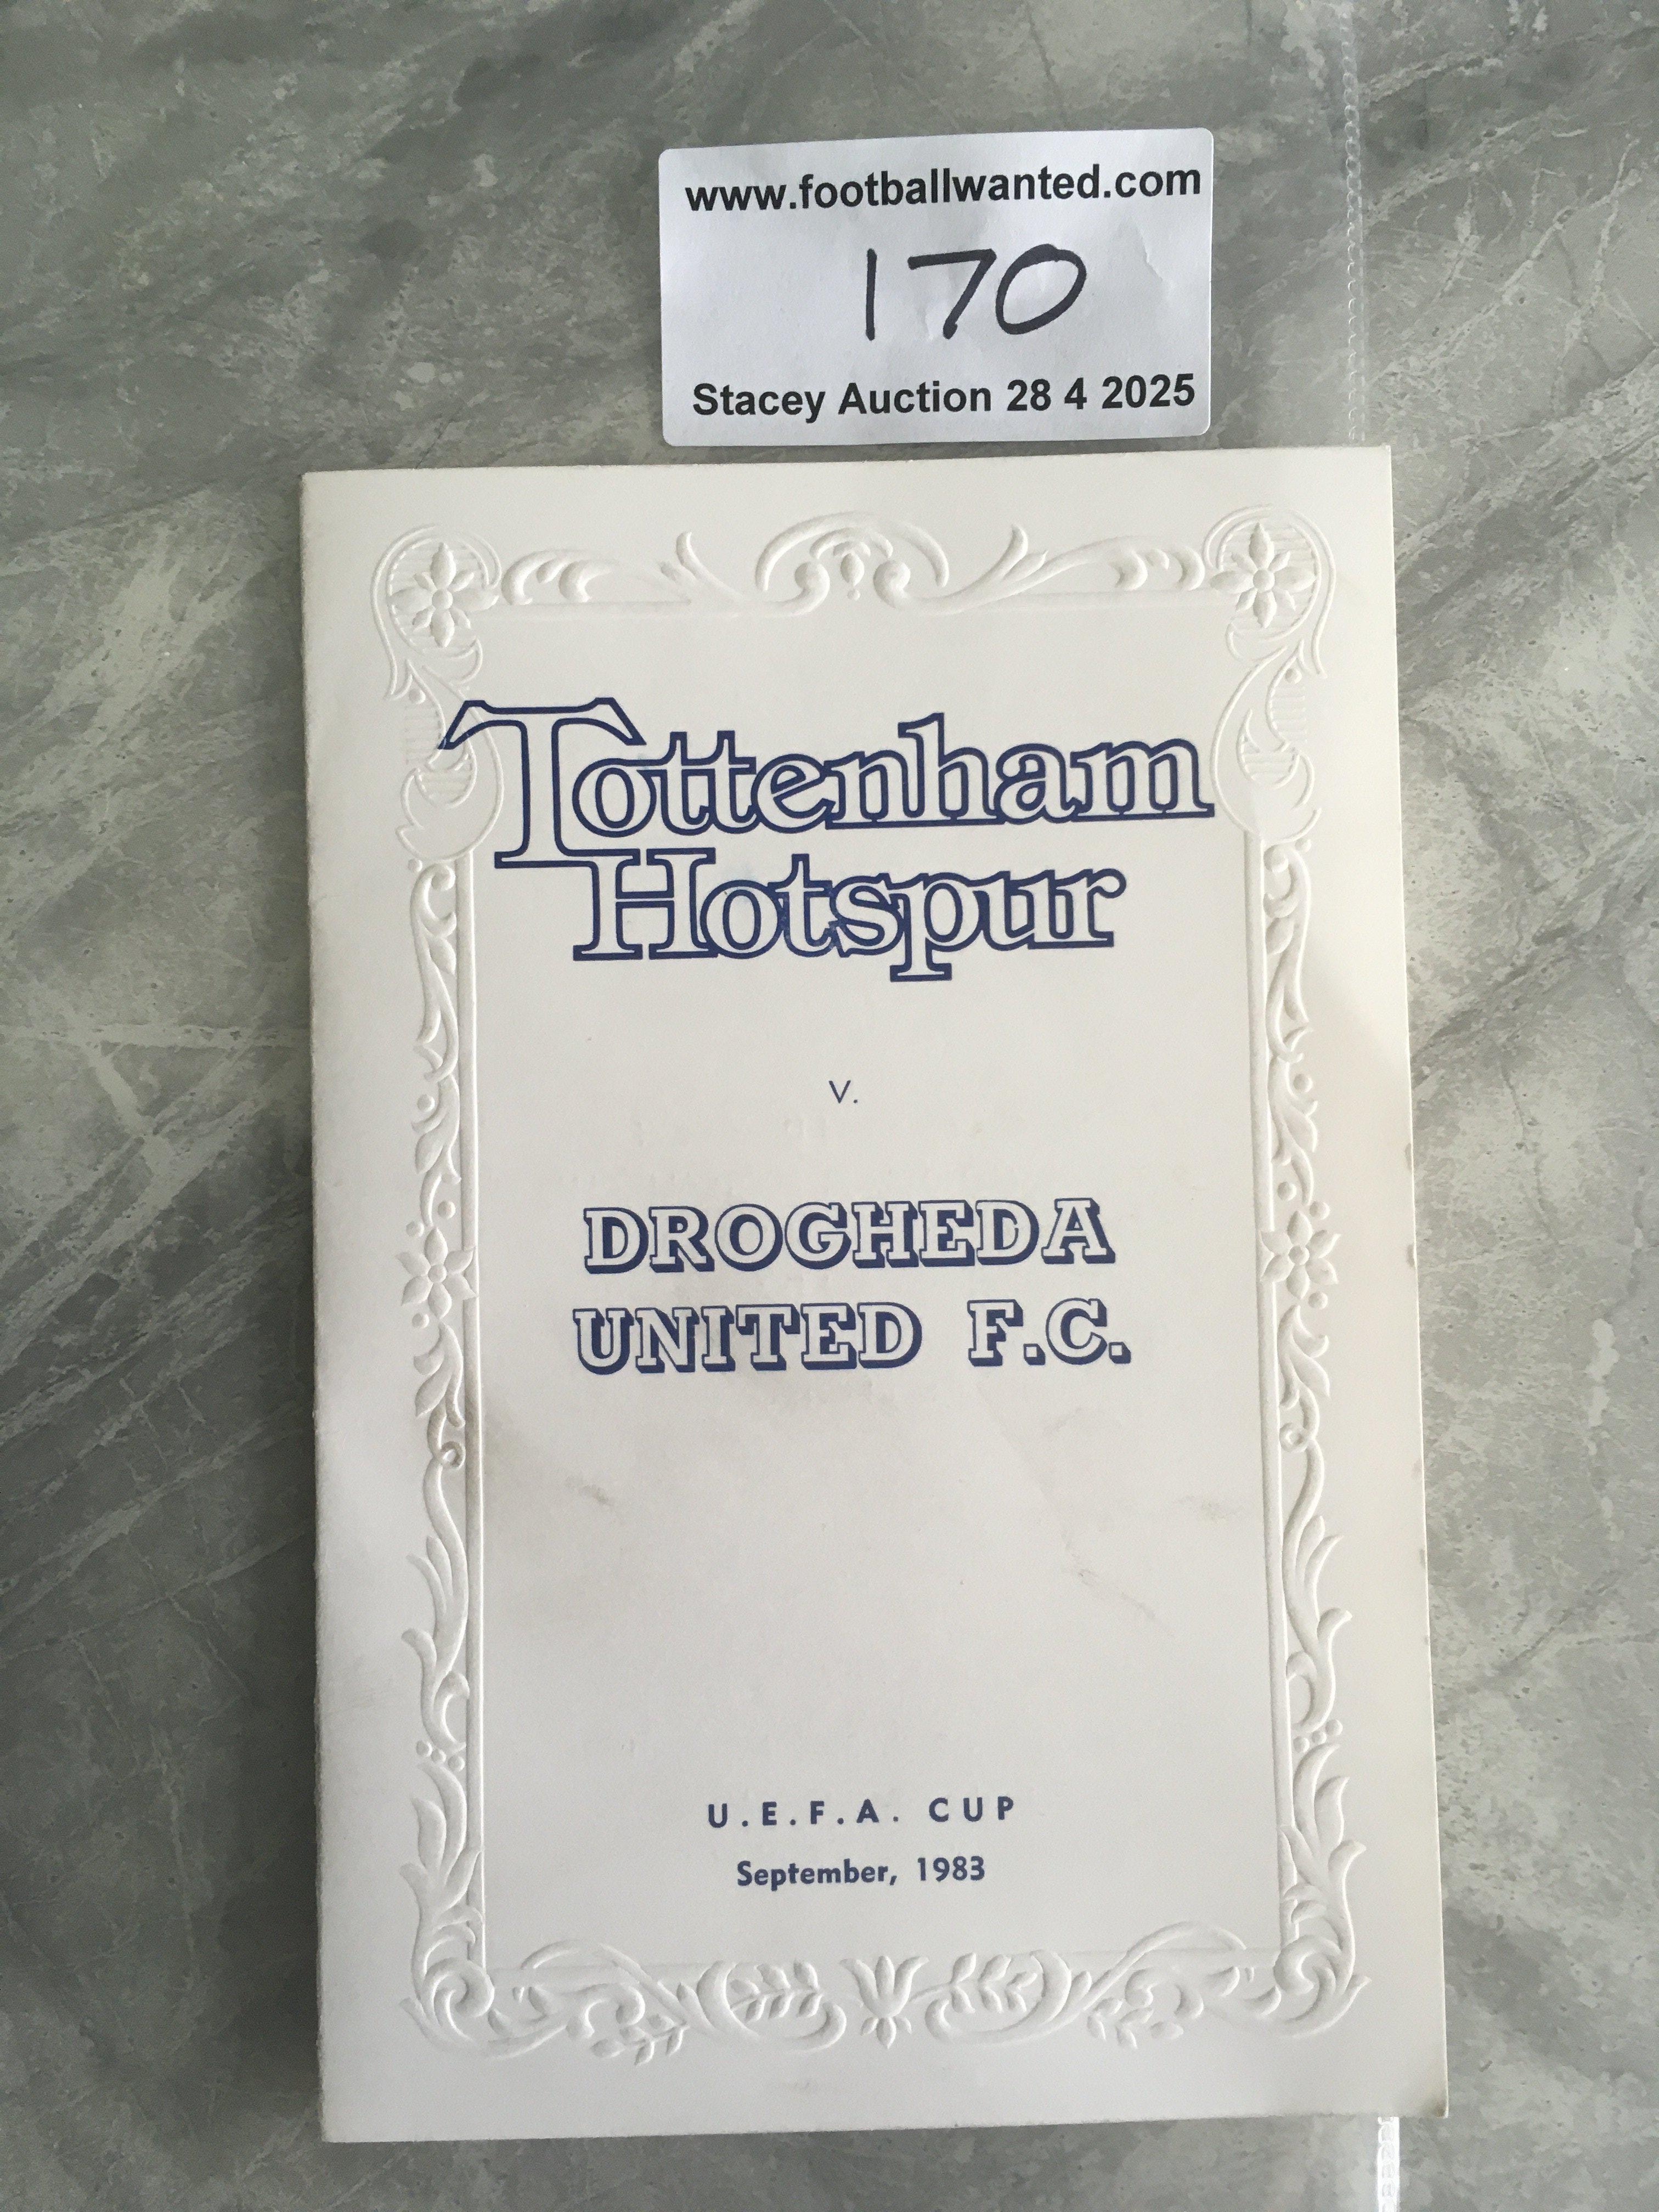 www.footballwanted.com
170
Stacey Auction 28 4 2025
Tottenham
Hotspur
v.
DROGHEDA
UNITED F.C.
U.E.F.A. CUP
September, 1983